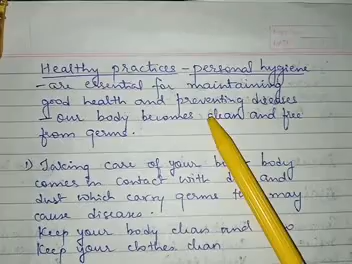 Healthy practices - personal hygiene
- are essential for maintaining
good health and preventing diseases
- our body becomes clean and free
from germs.
1) Taking care of your body
comes in contact with and
dust which carry germs may
cause disease.
Keep your body clean and
Keep your clothes clean